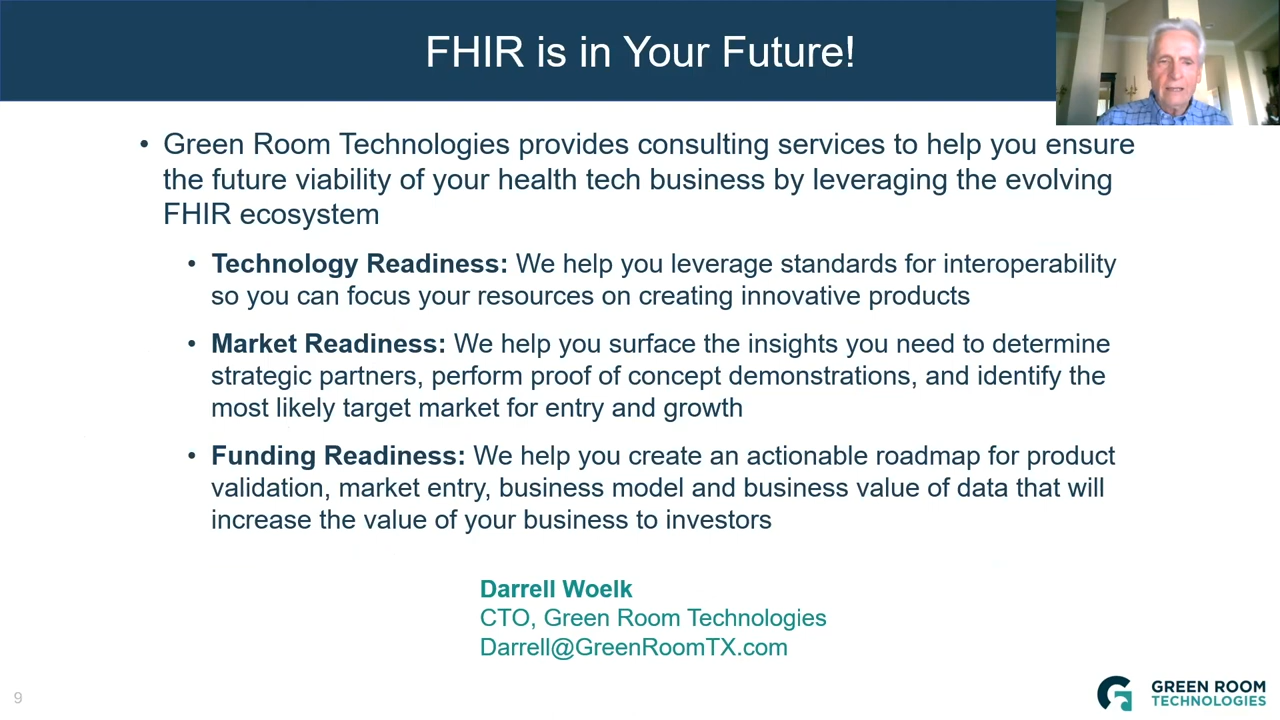 FHIR is in Your Future!
• Green Room Technologies provides consulting services to help you ensure
the future viability of your health tech business by leveraging the evolving
FHIR ecosystem
• Technology Readiness: We help you leverage standards for interoperability
so you can focus your resources on creating innovative products
• Market Readiness: We help you surface the insights you need to determine
strategic partners, perform proof of concept demonstrations, and identify the
most likely target market for entry and growth
• Funding Readiness: We help you create an actionable roadmap for product
validation, market entry, business model and business value of data that will
increase the value of your business to investors
Darrell Woelk
CTO, Green Room Technologies
Darrell@GreenRoomTX.com
9
GREEN ROOM
TECHNOLOGIES